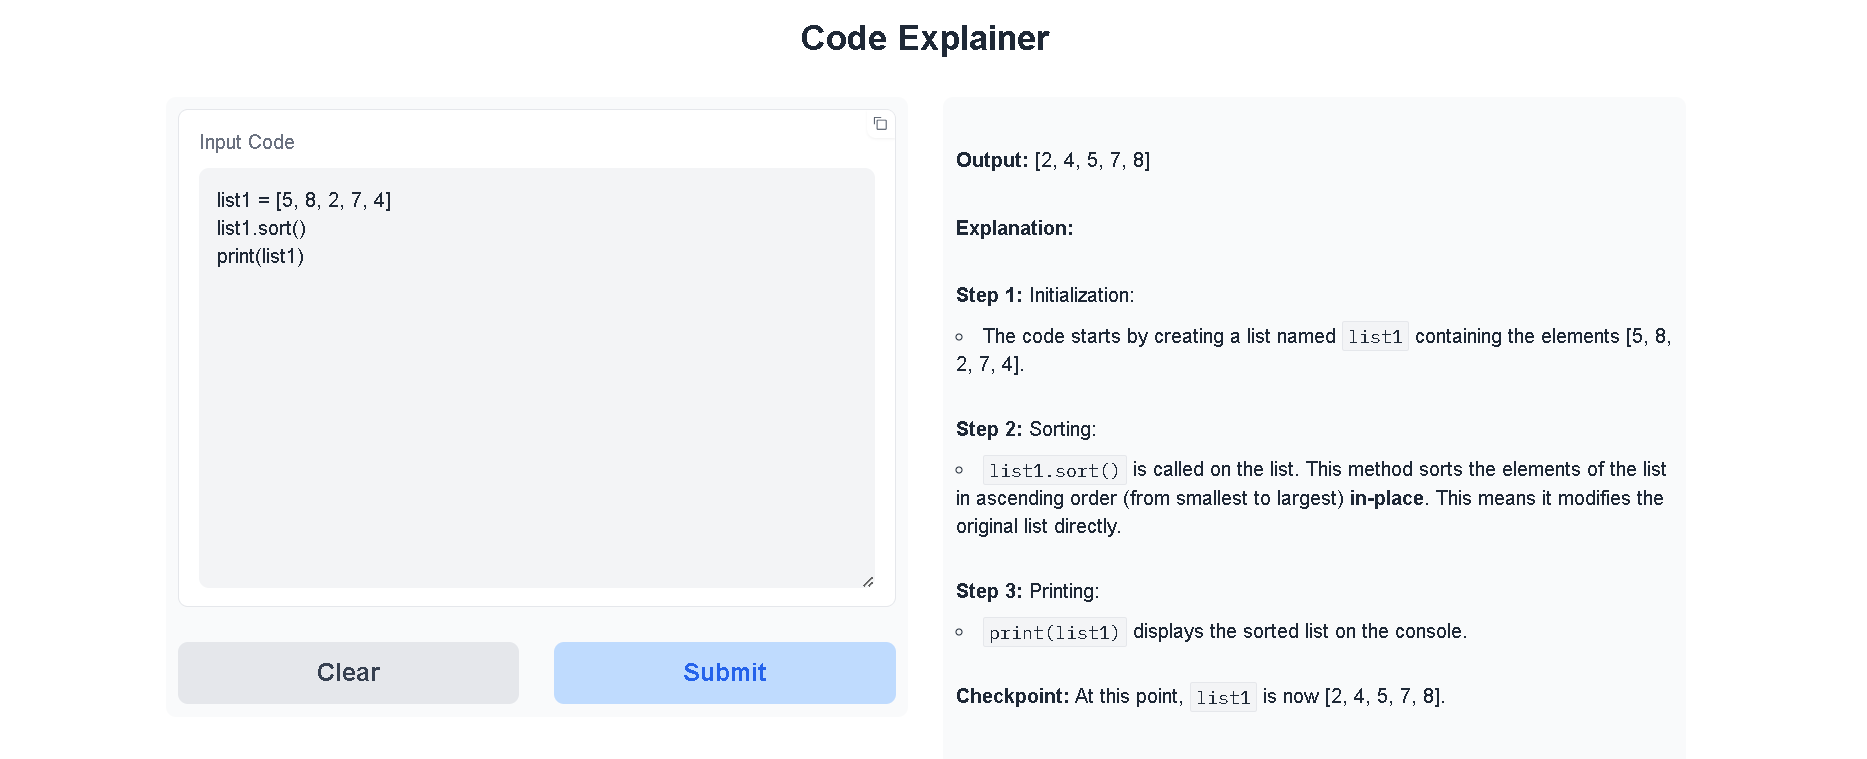 Code Explainer
Input Code
list1 = [5, 8, 2, 7, 4]
list1.sort()
print(list1)
Clear
Submit
Output: [2, 4, 5, 7, 8]
Explanation:
Step 1: Initialization:
The code starts by creating a list named list1 containing the elements [5, 8,
2, 7, 4].
Step 2: Sorting:
list1.sort() is called on the list. This method sorts the elements of the list
in ascending order (from smallest to largest) in-place. This means it modifies the
original list directly.
Step 3: Printing:
print(list1) displays the sorted list on the console.
Checkpoint: At this point, list1 is now [2, 4, 5, 7, 8].